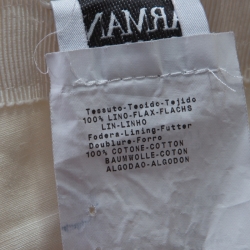 ARMAN
Tessuto-Teoido-Tejido
100% LINO-FLAX-FLACHS
LIN-LINHO
Fodera-Lining-Futter
Doublure-Forro
100% COTONE-COTTON
BAUMWOLLE-COTON
ALGODAO-ALGODON